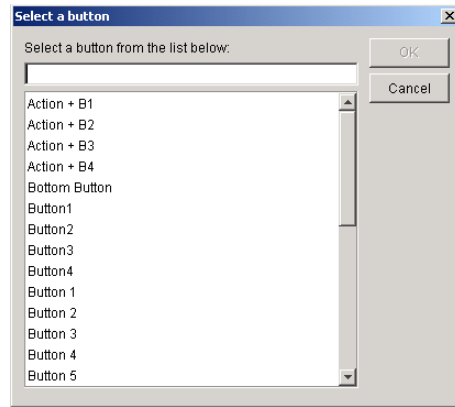 Select a button
Select a button from the list below:
OK
Cancel
Action + B1
Action + B2
Action + B3
Action + B4
Bottom Button
Button1
Button2
Button3
Button4
Button 1
Button 2
Button 3
Button 4
Button 5